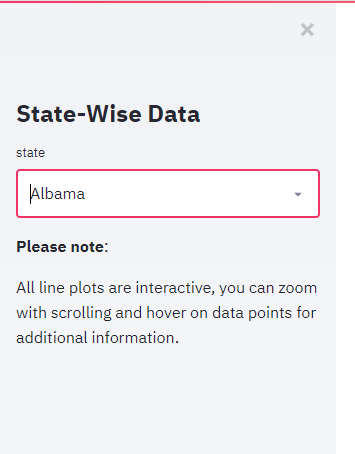 State-Wise Data
state
Albama
Please note:
All line plots are interactive, you can zoom
with scrolling and hover on data points for
additional information.